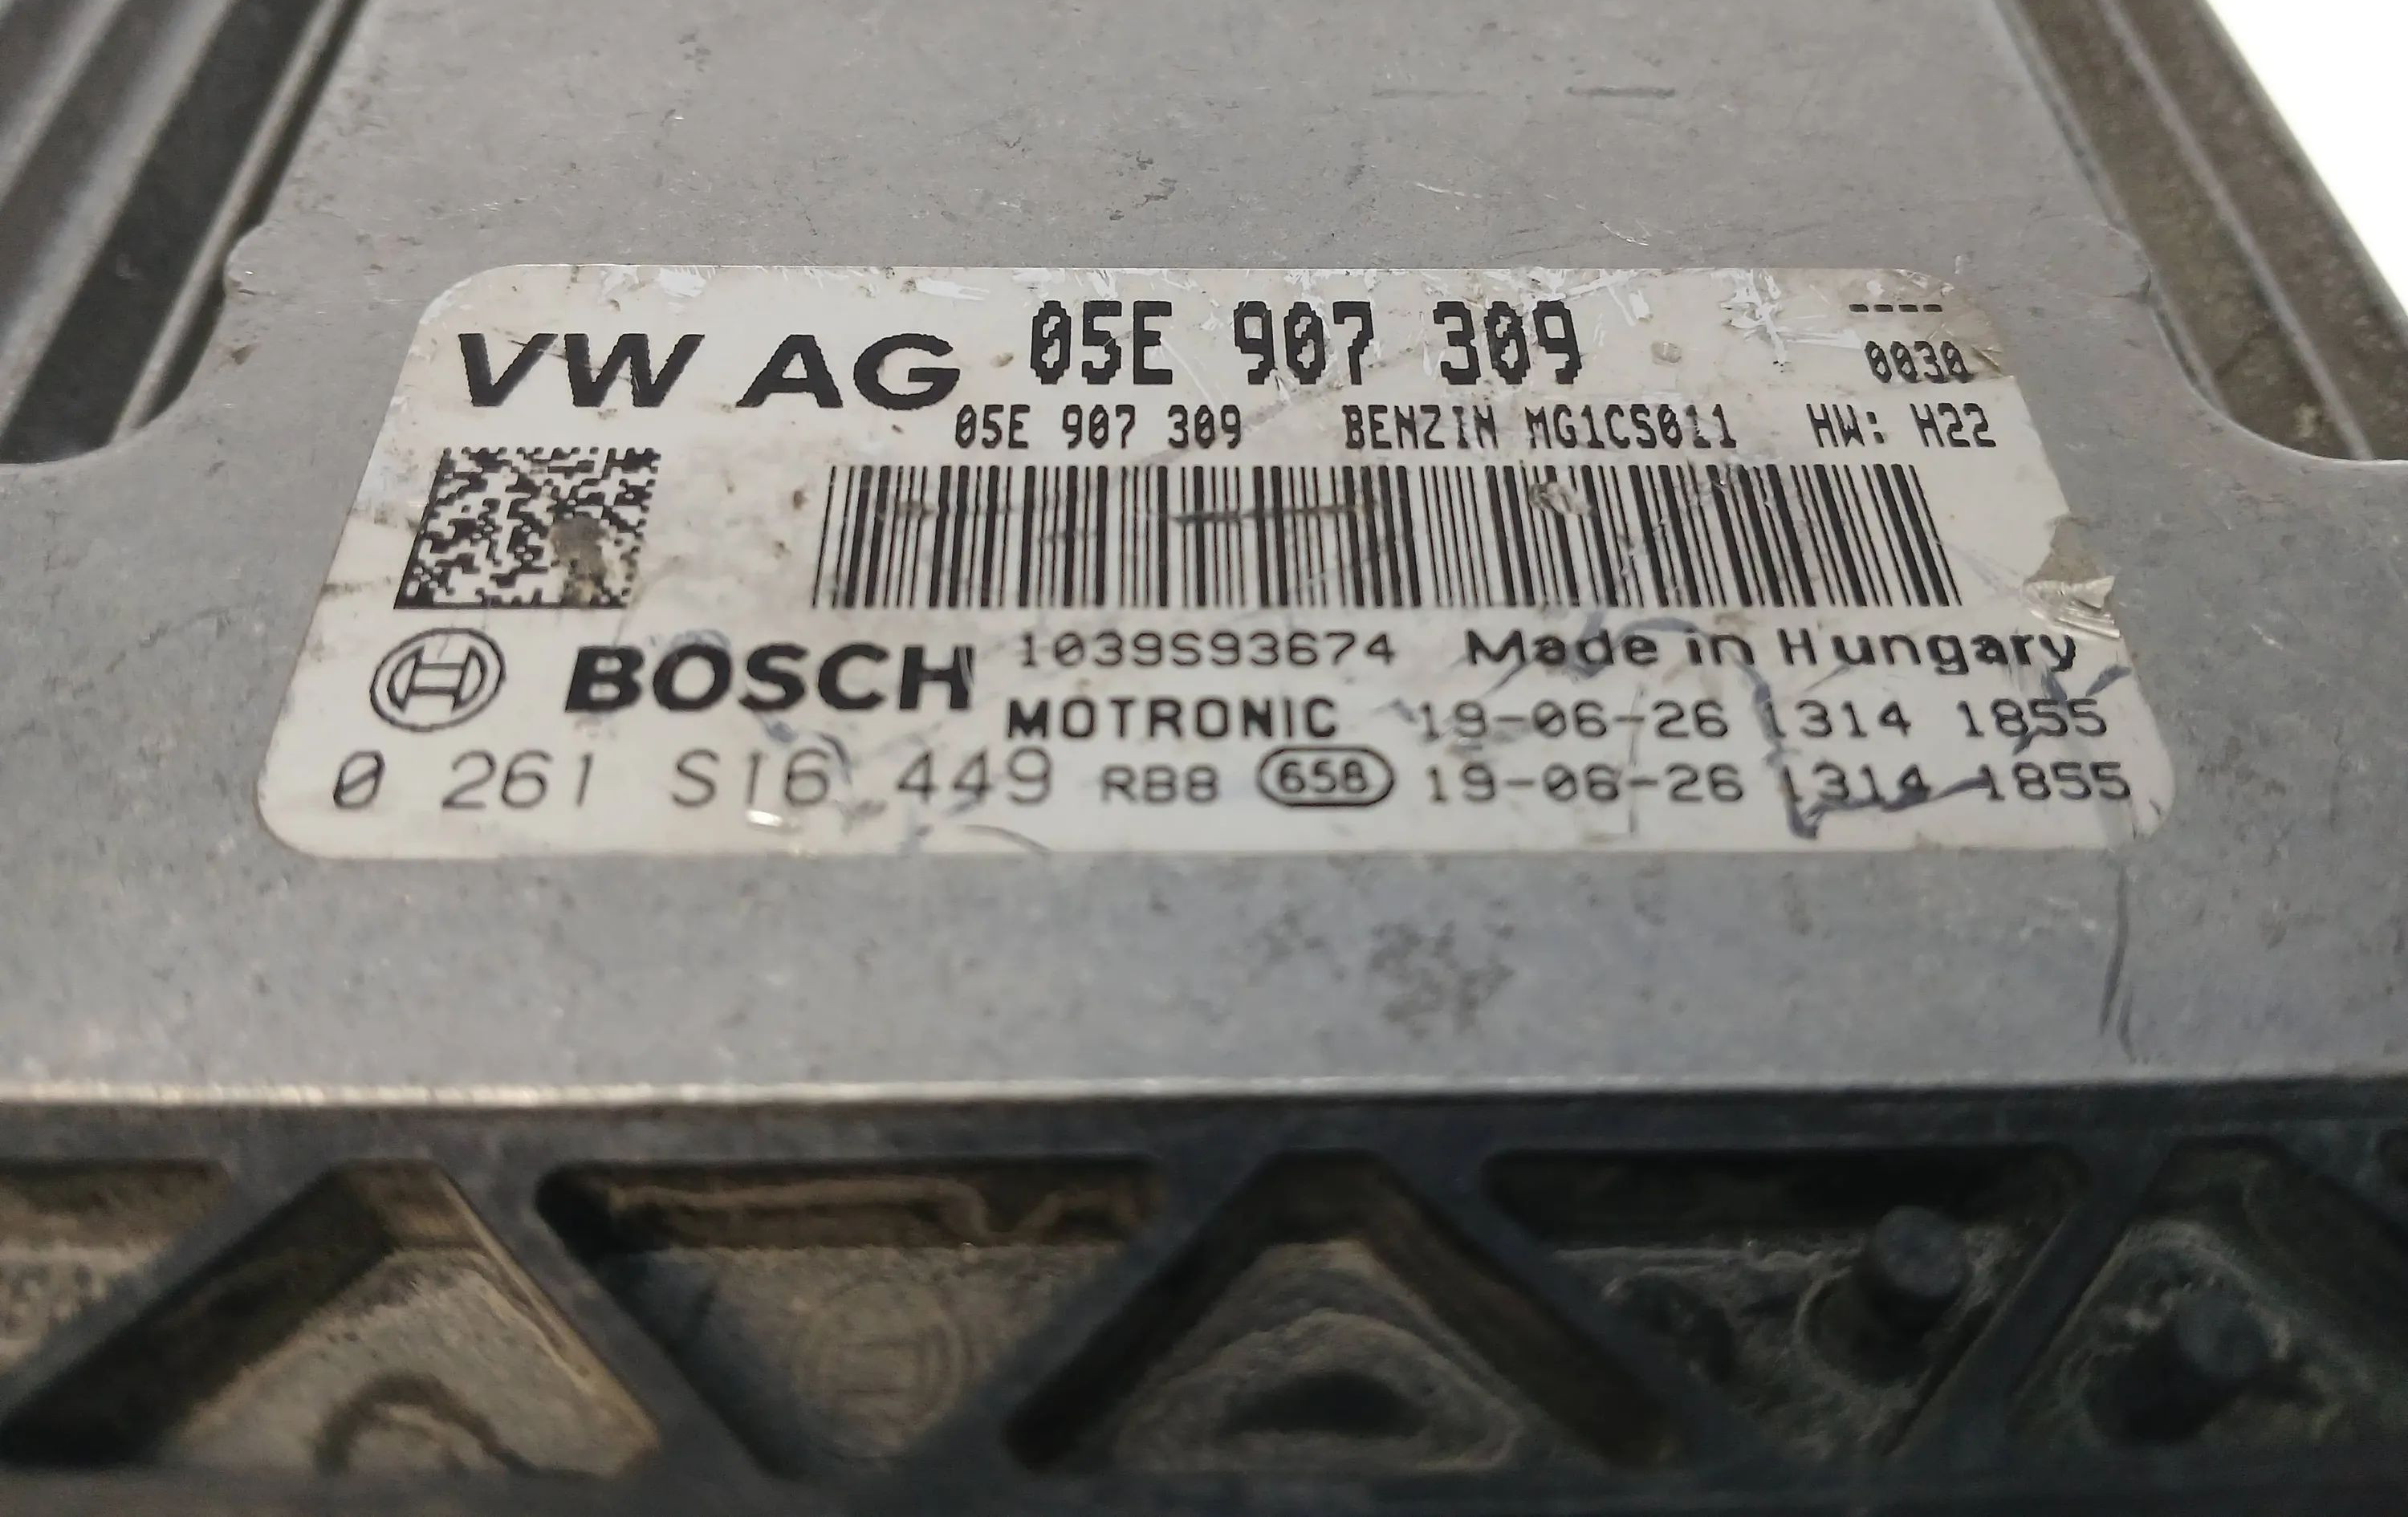 VW AG 05E 907 309 ----
0030
05E 907 309 BENZIN MG1CS011 HW: H22
BOSCH 1039S93674 Made in Hungary
MOTRONIC 19-06-26 1314 1855
0 261 S16 449 RB8 658 19-06-26 1314 1855